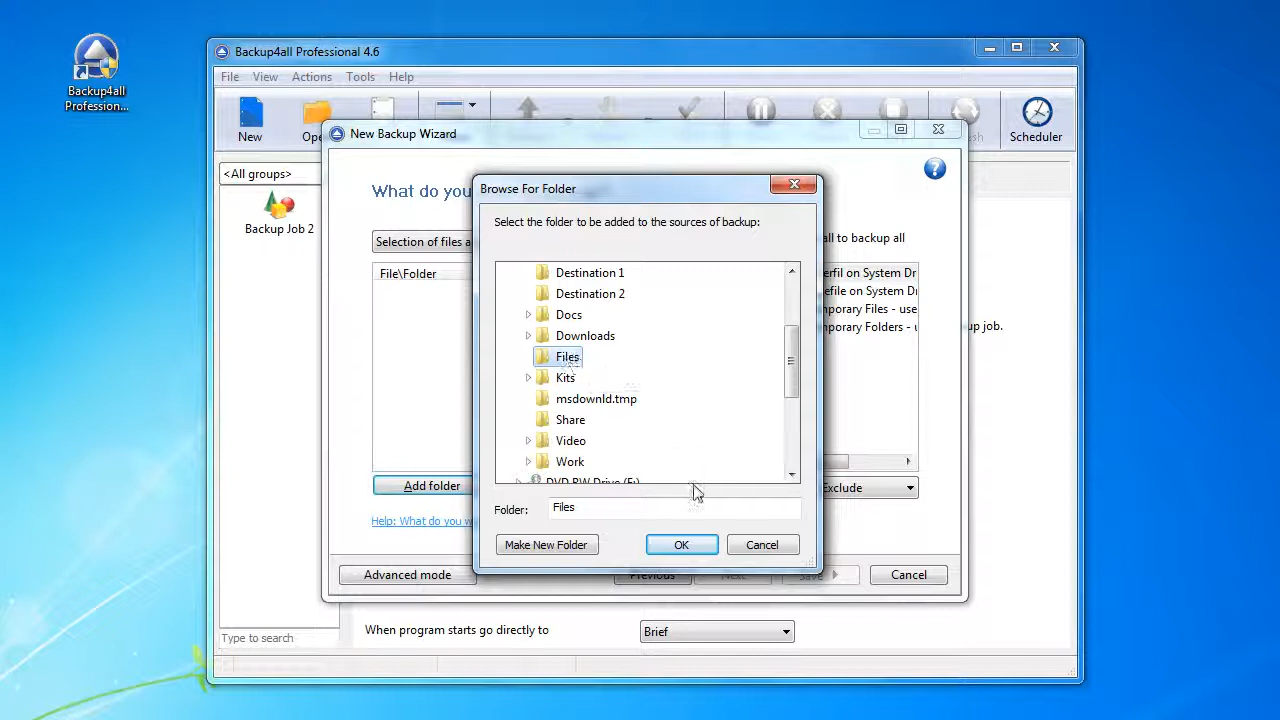 Backup4all
Professional...
Backup4all Professional 4.6
File View Actions Tools Help
New
Scheduler
New Backup Wizard
<All groups>
Backup Job 2
What do you
Selection of files a
File\Folder
Add folder
Help: What do you w
all to backup all
erfil on System Dr
efile on System Drive
mporary Files - use
mporary Folders - u
up job.
Exclude
Browse For Folder
Select the folder to be added to the sources of backup:
Destination 1
Destination 2
Docs
Downloads
Files
Kits
msdownld.tmp
Share
Video
Work
DVD RW Drive (F:)
Folder: Files
Make New Folder OK Cancel
Advanced mode Previous Next Save Cancel
Type to search
When program starts go directly to Brief